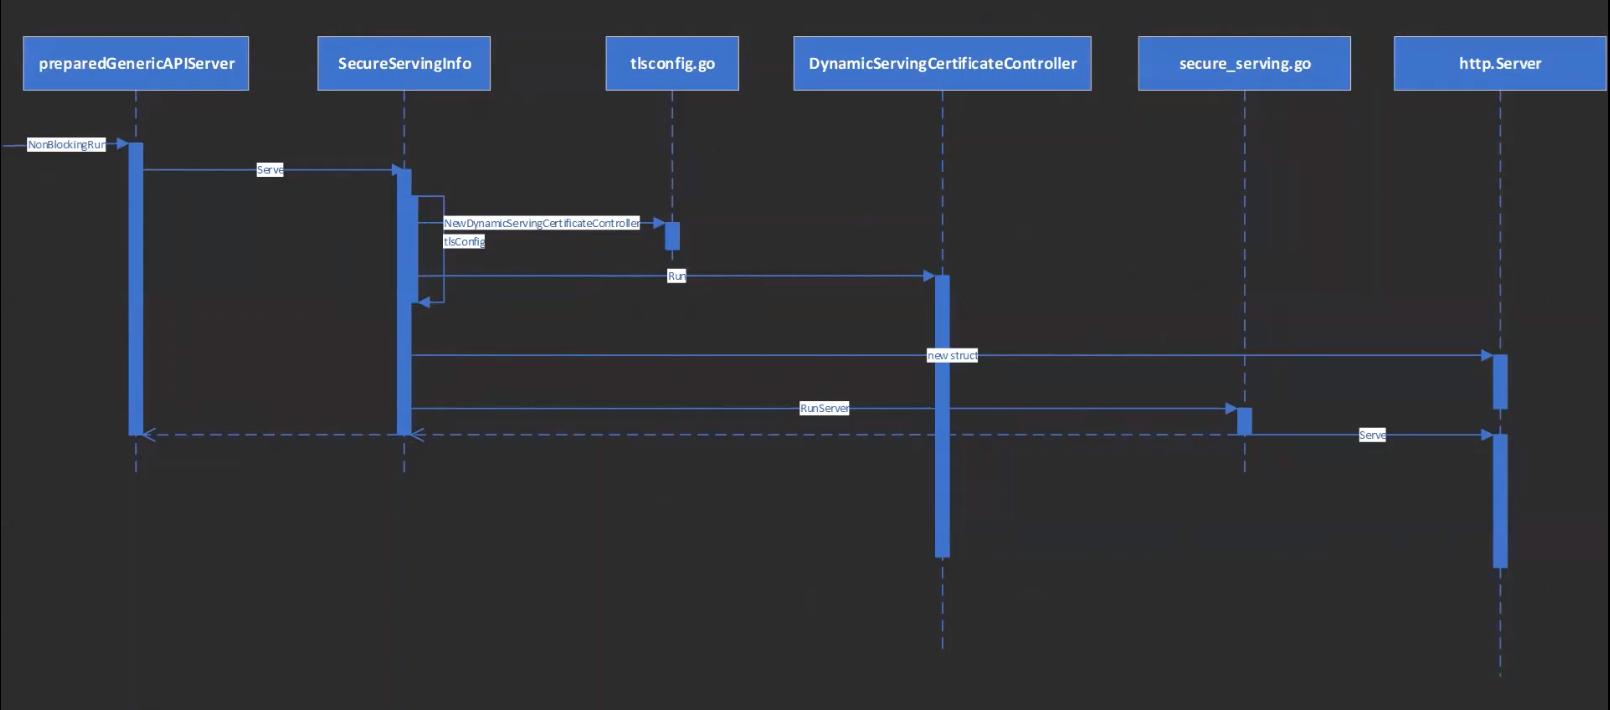 preparedGenericAPIServer
SecureServingInfo
tlsconfig.go
DynamicServingCertificateController
secure_serving.go
http.Server
NonBlockingRun
Serve
NewDynamicServingCertificateController
tlsConfig
Run
new struct
RunServer
Serve